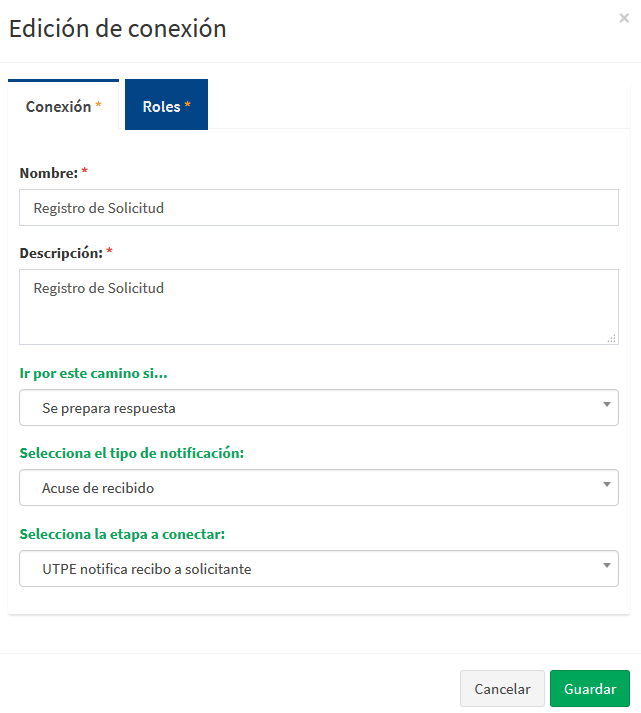 Edición de conexión
×
Conexión *
Roles *
Nombre: *
Registro de Solicitud
Descripción: *
Registro de Solicitud
Ir por este camino si...
Se prepara respuesta
Selecciona el tipo de notificación:
Acuse de recibido
Selecciona la etapa a conectar:
UTPE notifica recibo a solicitante
Cancelar
Guardar